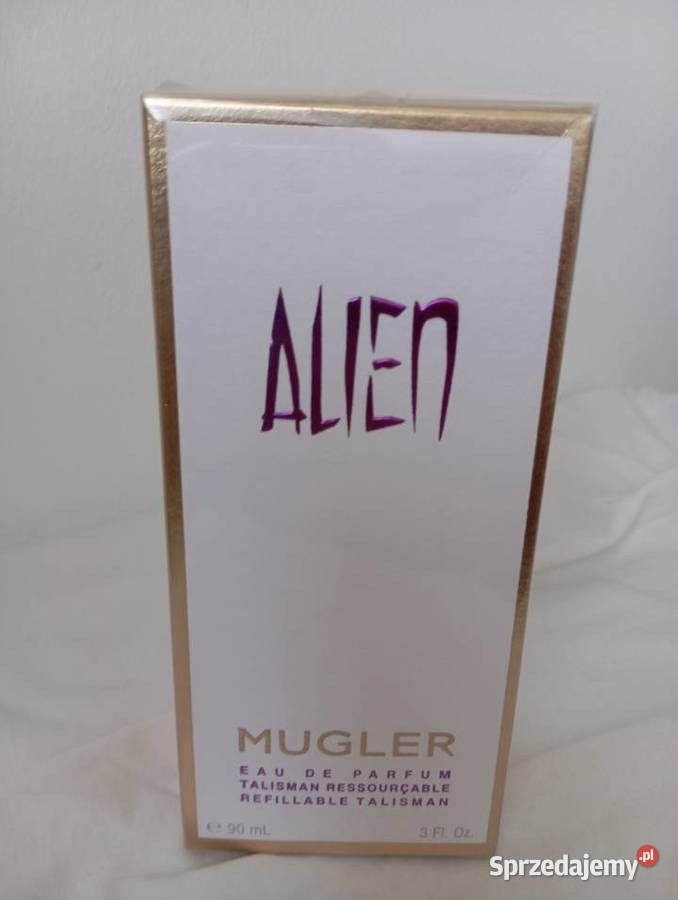 ALIEN
MUGLER
EAU DE PARFUM
TALISMAN RESSOURÇABLE
REFILLABLE TALISMAN
℮ 90 mL 3 Fl. Oz.
Sprzedajemy.pl